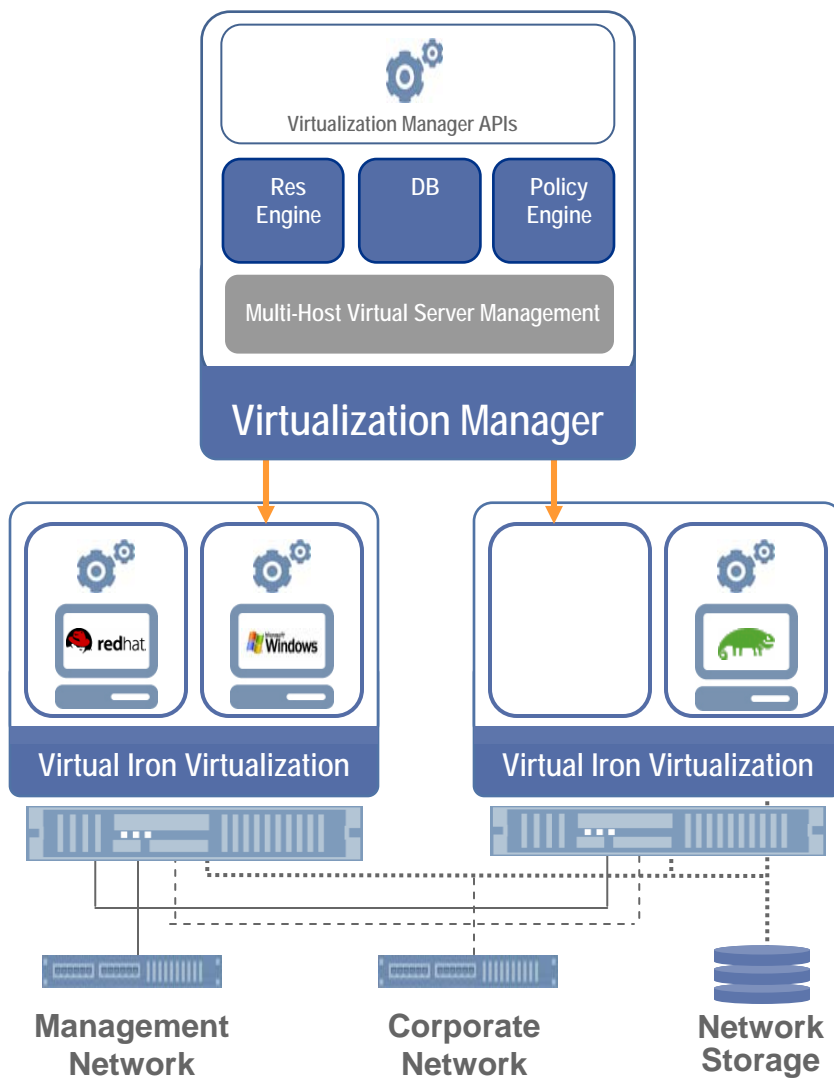 Virtualization Manager APIs
Res
Engine
DB
Policy
Engine
Multi-Host Virtual Server Management
Virtualization Manager
redhat
Microsoft
Windows
Virtual Iron Virtualization
Virtual Iron Virtualization
Management
Network
Corporate
Network
Network
Storage